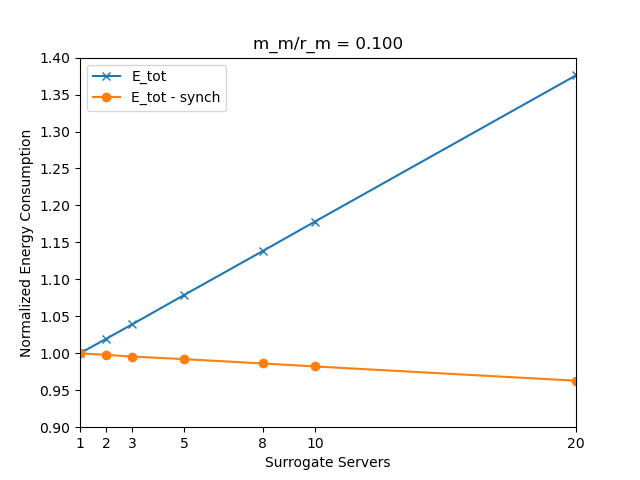 m_m/r_m = 0.100
E_tot
E_tot - synch
Normalized Energy Consumption
1.40
1.35
1.30
1.25
1.20
1.15
1.10
1.05
1.00
0.95
0.90
1 2 3 5 8 10 20
Surrogate Servers